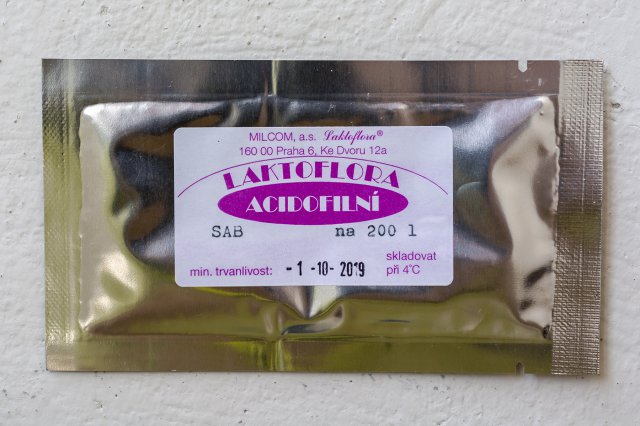 MILCOM, a.s. Laktoflora®
160 00 Praha 6, Ke Dvoru 12a
LAKTOFLORA
ACIDOFILNÍ
SAB na 200 l
min. trvanlivost: -1 -10- 2019
skladovat
při 4°C